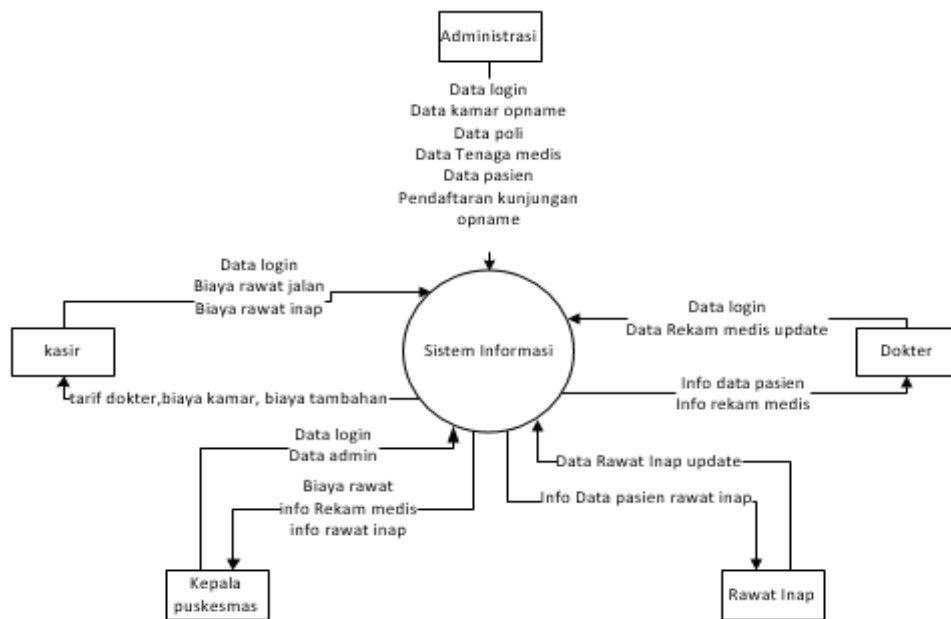 Administrasi
Data login
Data kamar opname
Data poli
Data Tenaga medis
Data pasien
Pendaftaran kunjungan
opname
Data login
Biaya rawat jalan
Biaya rawat inap
kasir
Sistem Informasi
Data login
Data Rekam medis update
Dokter
tarif dokter,biaya kamar, biaya tambahan
Info data pasien
Info rekam medis
Data login
Data admin
Biaya rawat
info Rekam medis
info rawat inap
Data Rawat Inap update
Info Data pasien rawat inap
Kepala
puskesmas
Rawat Inap